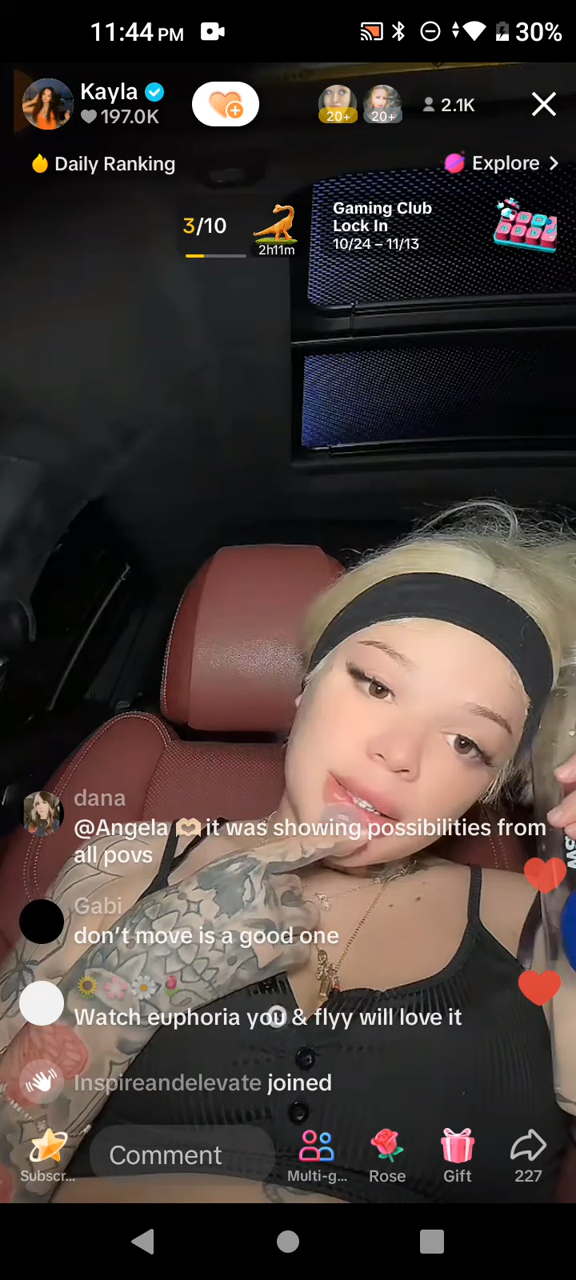 11:44 PM
30%
Kayla
197.0K
20+
20+
2.1K
Daily Ranking
Explore >
3/10
2h11m
Gaming Club
Lock In
10/24 – 11/13
dana
@Angela 🫶🏼 it was showing possibilities from
all povs
Gabi
don't move is a good one
🌻🌸🌼🌷
Watch euphoria you & flyy will love it
Inspireandelevate joined
Subscr...
Comment
Multi-g...
Rose
Gift
227